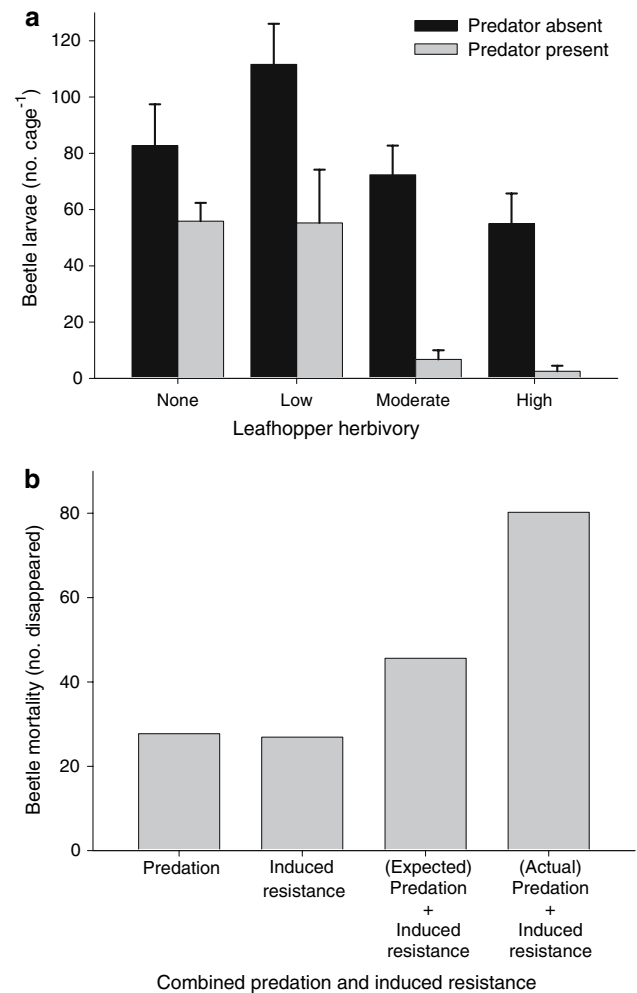 a
Predator absent
Predator present
120
100
80
60
40
20
0
Beetle larvae (no. cage-1)
None Low Moderate High
Leafhopper herbivory
b
80
60
40
20
0
Beetle mortality (no. disappeared)
Predation
Induced
resistance
(Expected)
Predation
+
Induced
resistance
(Actual)
Predation
+
Induced
resistance
Combined predation and induced resistance